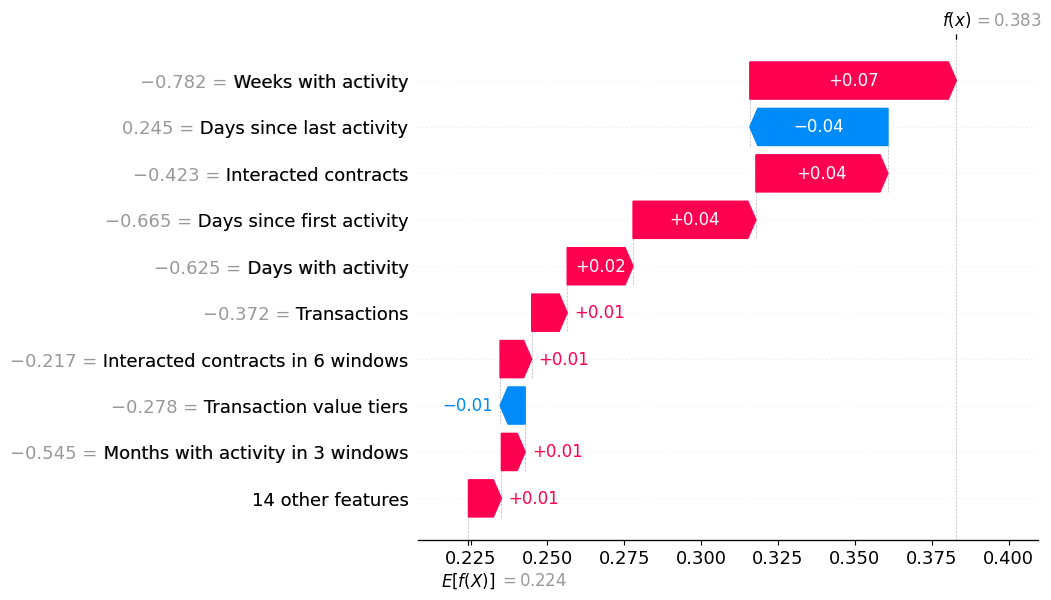 f(x) = 0.383
−0.782 = Weeks with activity +0.07
0.245 = Days since last activity −0.04
−0.423 = Interacted contracts +0.04
−0.665 = Days since first activity +0.04
−0.625 = Days with activity +0.02
−0.372 = Transactions +0.01
−0.217 = Interacted contracts in 6 windows +0.01
−0.278 = Transaction value tiers −0.01
−0.545 = Months with activity in 3 windows +0.01
14 other features +0.01
0.225 0.250 0.275 0.300 0.325 0.350 0.375 0.400
E[f(X)] = 0.224